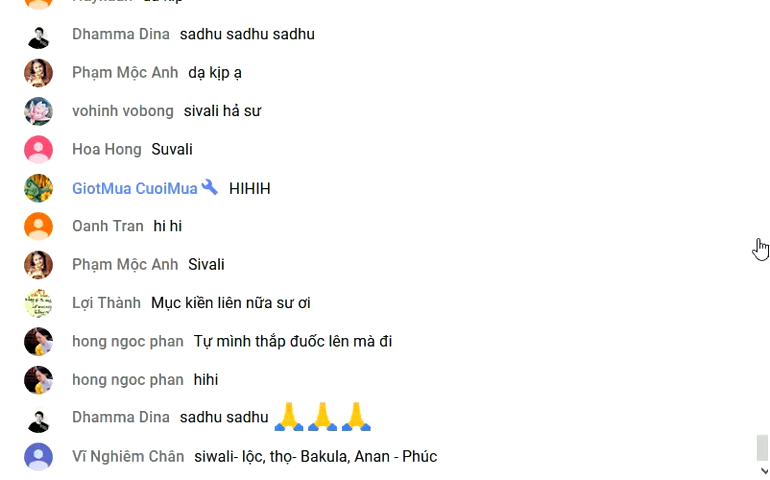 Dhamma Dina sadhu sadhu sadhu
Phạm Mộc Anh dạ kịp ạ
vohinh vobong sivali hả sư
Hoa Hong Suvali
GiotMua CuoiMua HIHIH
Oanh Tran hi hi
Phạm Mộc Anh Sivali
Lợi Thành Mục kiền liên nữa sư ơi
hong ngoc phan Tự mình thắp đuốc lên mà đi
hong ngoc phan hihi
Dhamma Dina sadhu sadhu 🙏🙏🙏
Vĩ Nghiêm Chân siwali- lộc, thọ- Bakula, Anan - Phúc